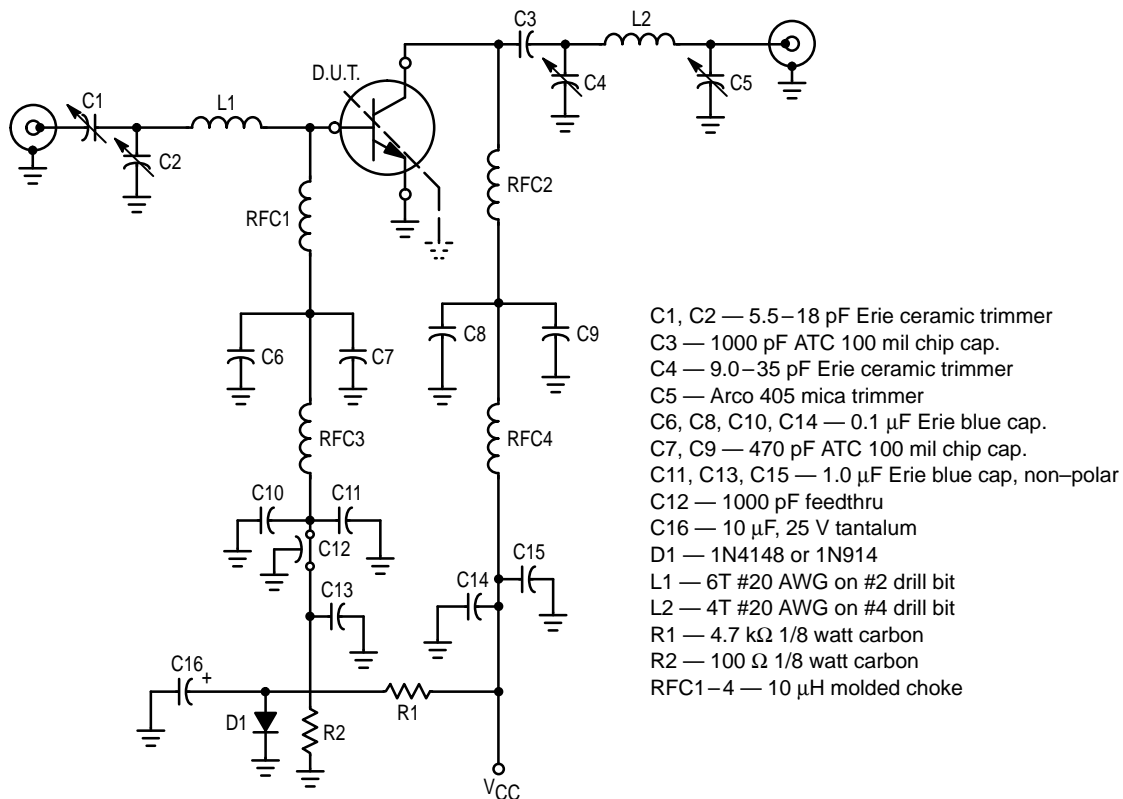 C3
L2
D.U.T.
C4
C5
C1
L1
C2
RFC1
RFC2
C6
C7
C8
C9
RFC3
RFC4
C10
C11
C12
C13
C14
C15
C16
+
D1
R2
R1
VCC
C1, C2 — 5.5–18 pF Erie ceramic trimmer
C3 — 1000 pF ATC 100 mil chip cap.
C4 — 9.0–35 pF Erie ceramic trimmer
C5 — Arco 405 mica trimmer
C6, C8, C10, C14 — 0.1 μF Erie blue cap.
C7, C9 — 470 pF ATC 100 mil chip cap.
C11, C13, C15 — 1.0 μF Erie blue cap, non–polar
C12 — 1000 pF feedthru
C16 — 10 μF, 25 V tantalum
D1 — 1N4148 or 1N914
L1 — 6T #20 AWG on #2 drill bit
L2 — 4T #20 AWG on #4 drill bit
R1 — 4.7 kΩ 1/8 watt carbon
R2 — 100 Ω 1/8 watt carbon
RFC1–4 — 10 μH molded choke